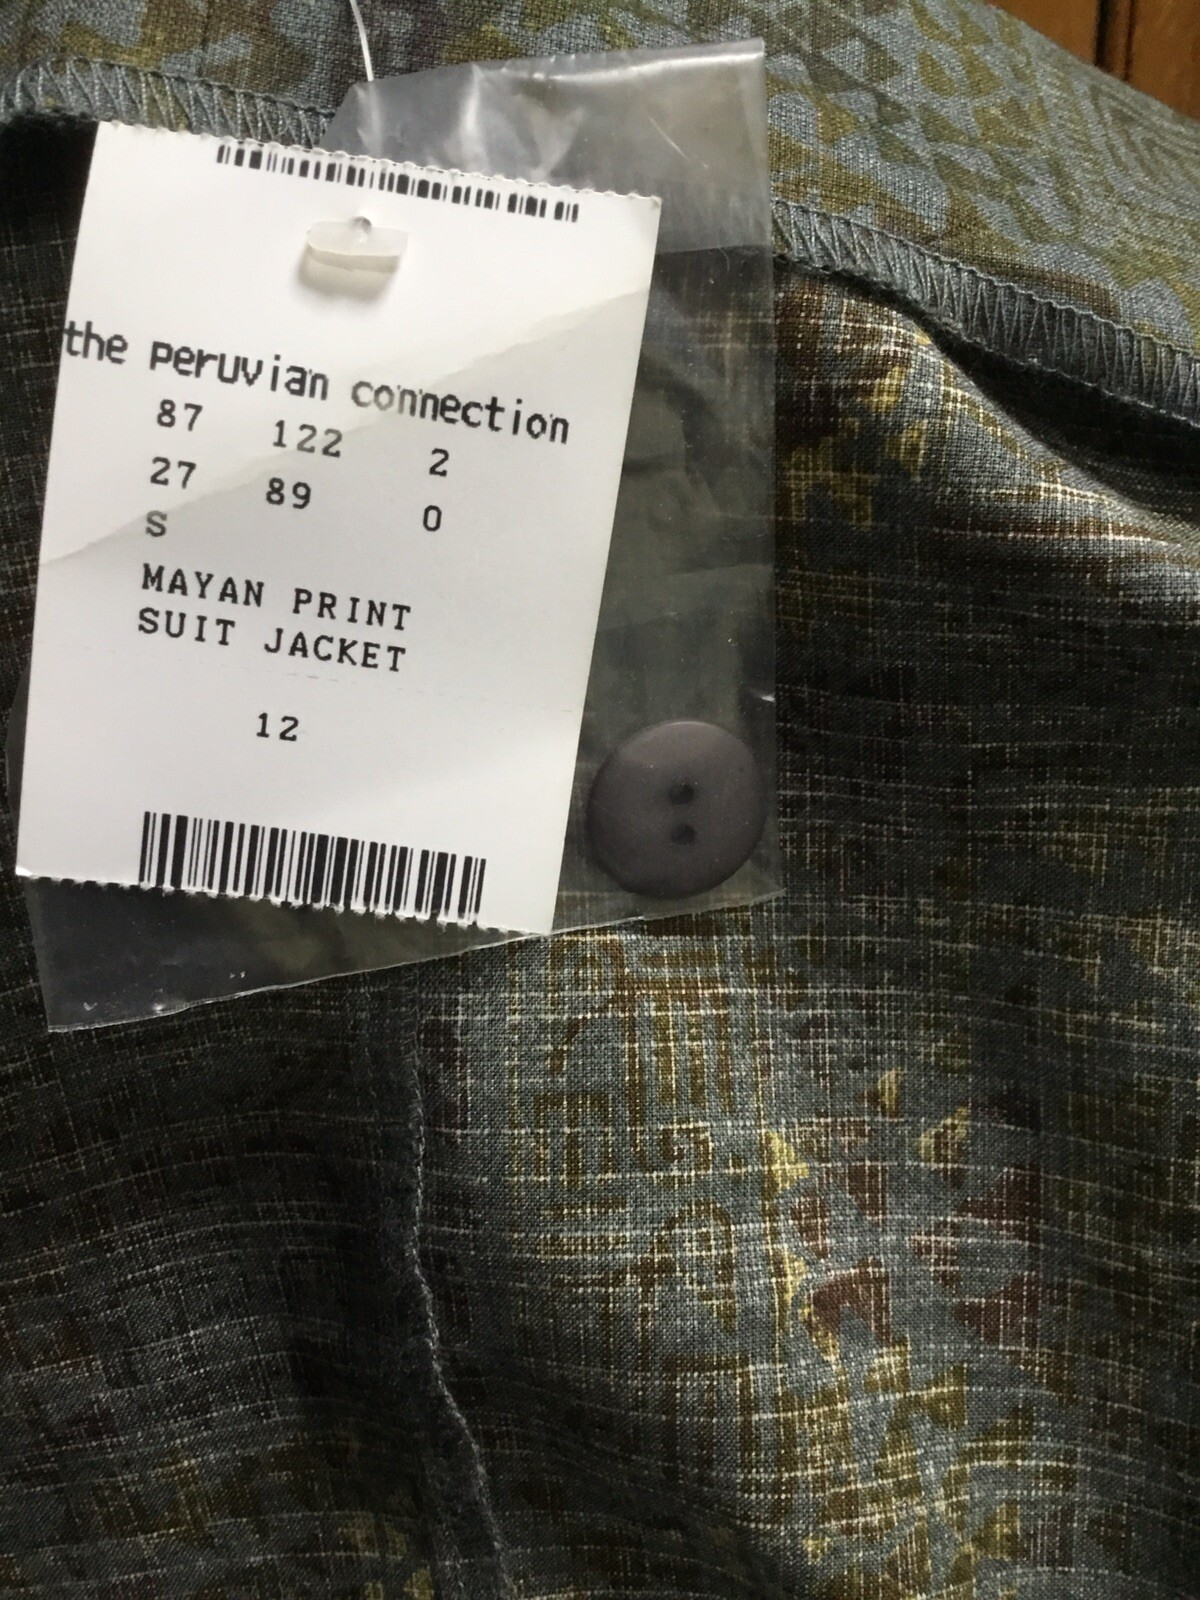 the peruvian connection
87 122 2
27 89 0
S
MAYAN PRINT
SUIT JACKET
12